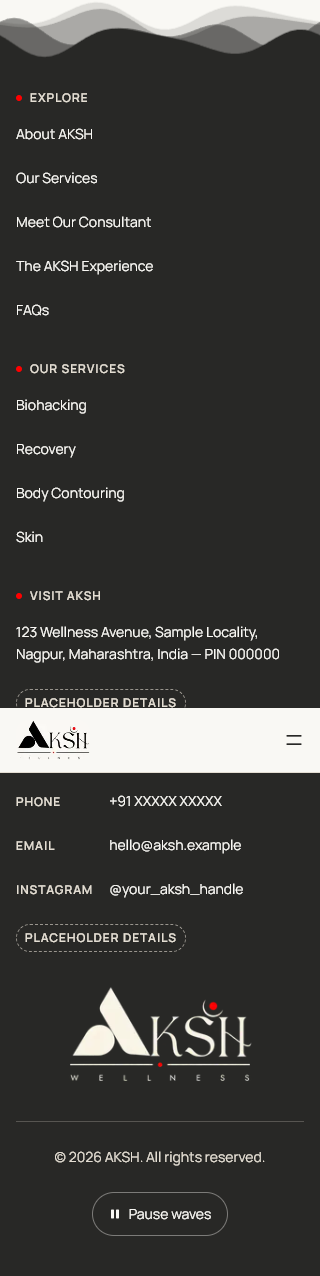 EXPLORE
About AKSH
Our Services
Meet Our Consultant
The AKSH Experience
FAQs
OUR SERVICES
Biohacking
Recovery
Body Contouring
Skin
VISIT AKSH
123 Wellness Avenue, Sample Locality,
Nagpur, Maharashtra, India — PIN 000000
PLACEHOLDER DETAILS
AKSH
PHONE +91 XXXXX XXXXX
EMAIL hello@aksh.example
INSTAGRAM @your_aksh_handle
PLACEHOLDER DETAILS
AKSH
WELLNESS
© 2026 AKSH. All rights reserved.
Pause waves